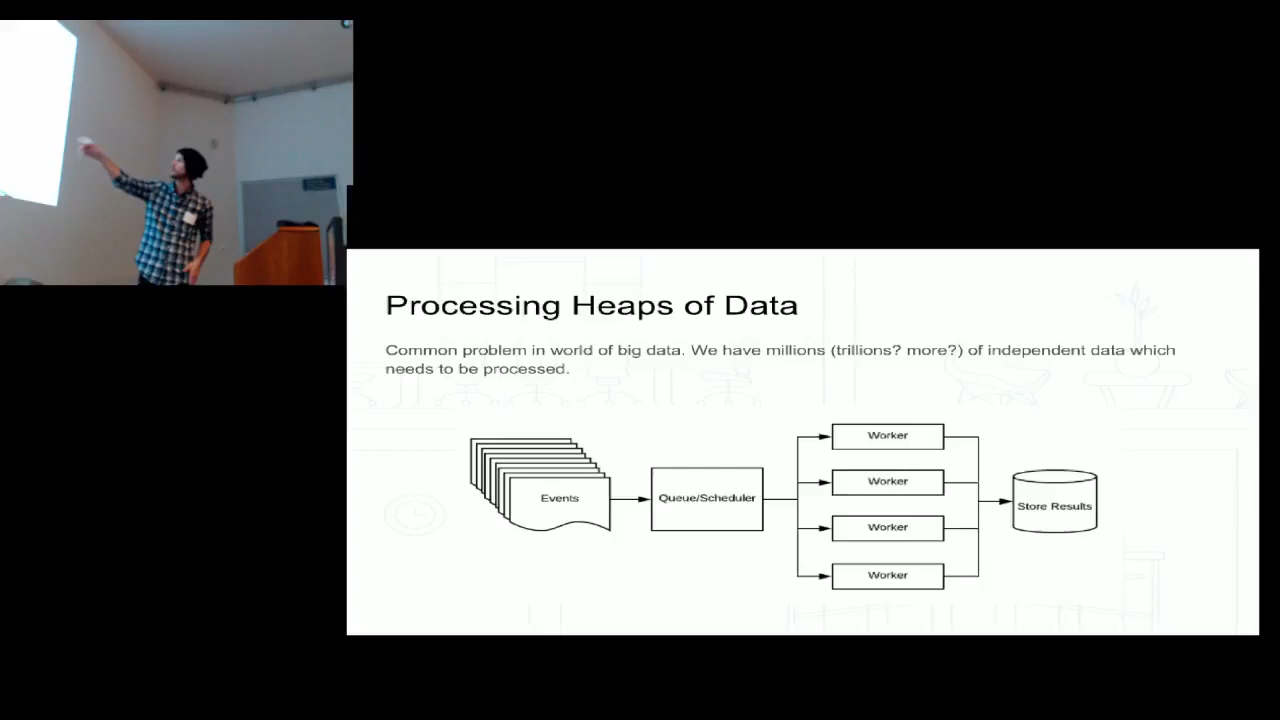 Processing Heaps of Data
Common problem in world of big data. We have millions (trillions? more?) of independent data which
needs to be processed.
Events
Queue/Scheduler
Worker
Worker
Worker
Worker
Store Results